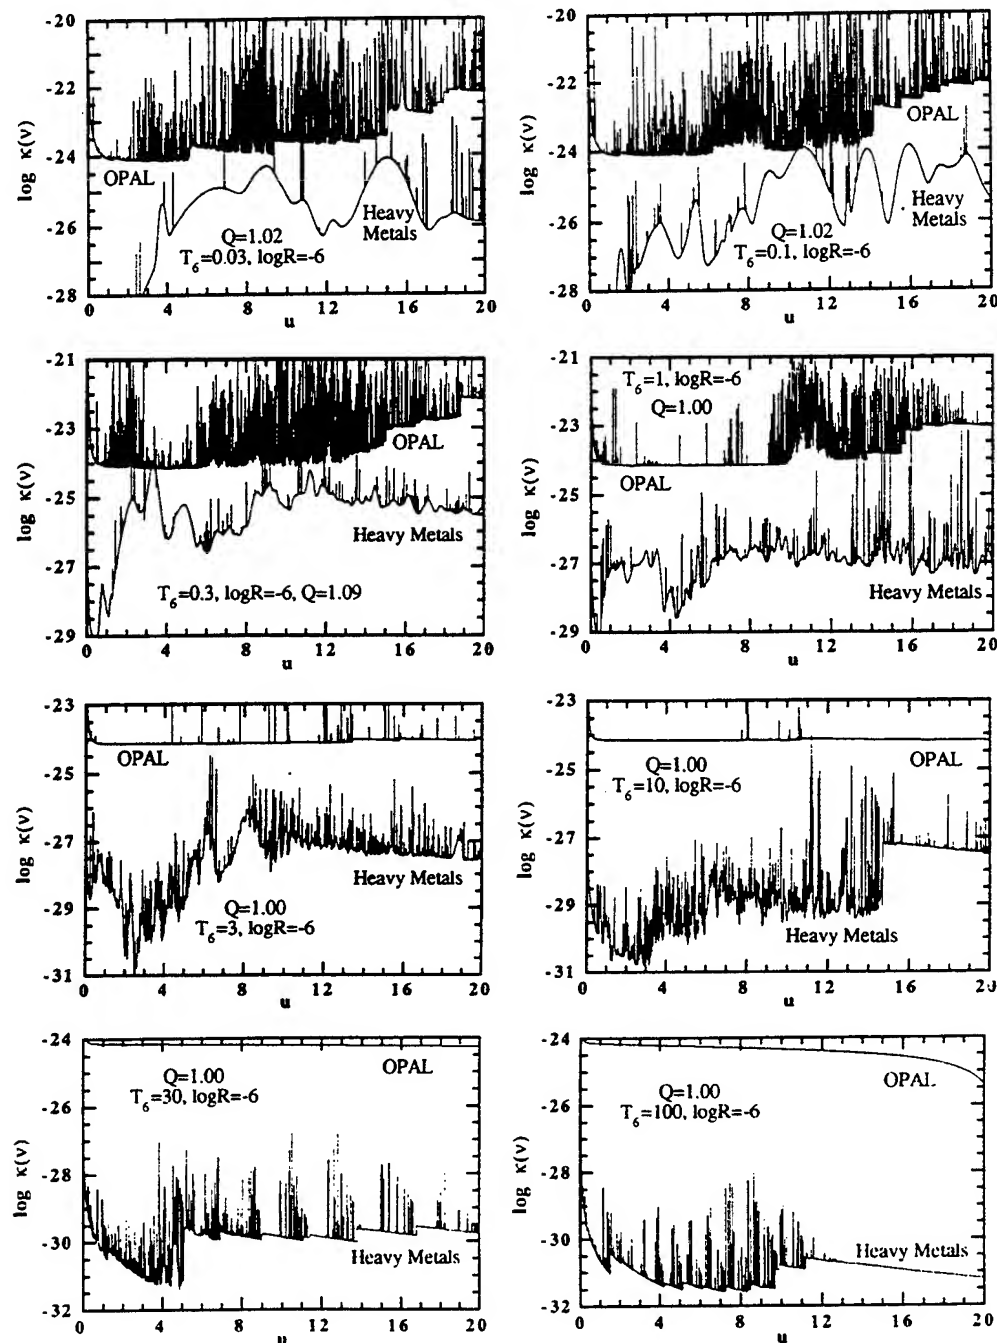 -20
-22
-24
-26
-28
log κ(ν)
OPAL
Heavy
Metals
Q=1.02
T6=0.03, logR=-6
0 4 8 12 16 20
u
-20
-22
-24
-26
-28
log κ(ν)
OPAL
Heavy
Metals
Q=1.02
T6=0.1, logR=-6
0 4 8 12 16 20
u
-21
-23
-25
-27
-29
log κ(ν)
OPAL
Heavy Metals
T6=0.3, logR=-6, Q=1.09
0 4 8 12 16 20
u
-21
-23
-25
-27
-29
log κ(ν)
T6=1, logR=-6
Q=1.00
OPAL
Heavy Metals
0 4 8 12 16 20
u
-23
-25
-27
-29
-31
log κ(ν)
OPAL
Heavy Metals
Q=1.00
T6=3, logR=-6
0 4 8 12 16 20
u
-23
-25
-27
-29
-31
log κ(ν)
OPAL
Q=1.00
T6=10, logR=-6
Heavy Metals
0 4 8 12 16 20
u
-24
-26
-28
-30
-32
log κ(ν)
OPAL
Q=1.00
T6=30, logR=-6
Heavy Metals
0 4 8 12 16 20
u
-24
-26
-28
-30
-32
log κ(ν)
OPAL
Q=1.00
T6=100, logR=-6
Heavy Metals
0 4 8 12 16 20
u